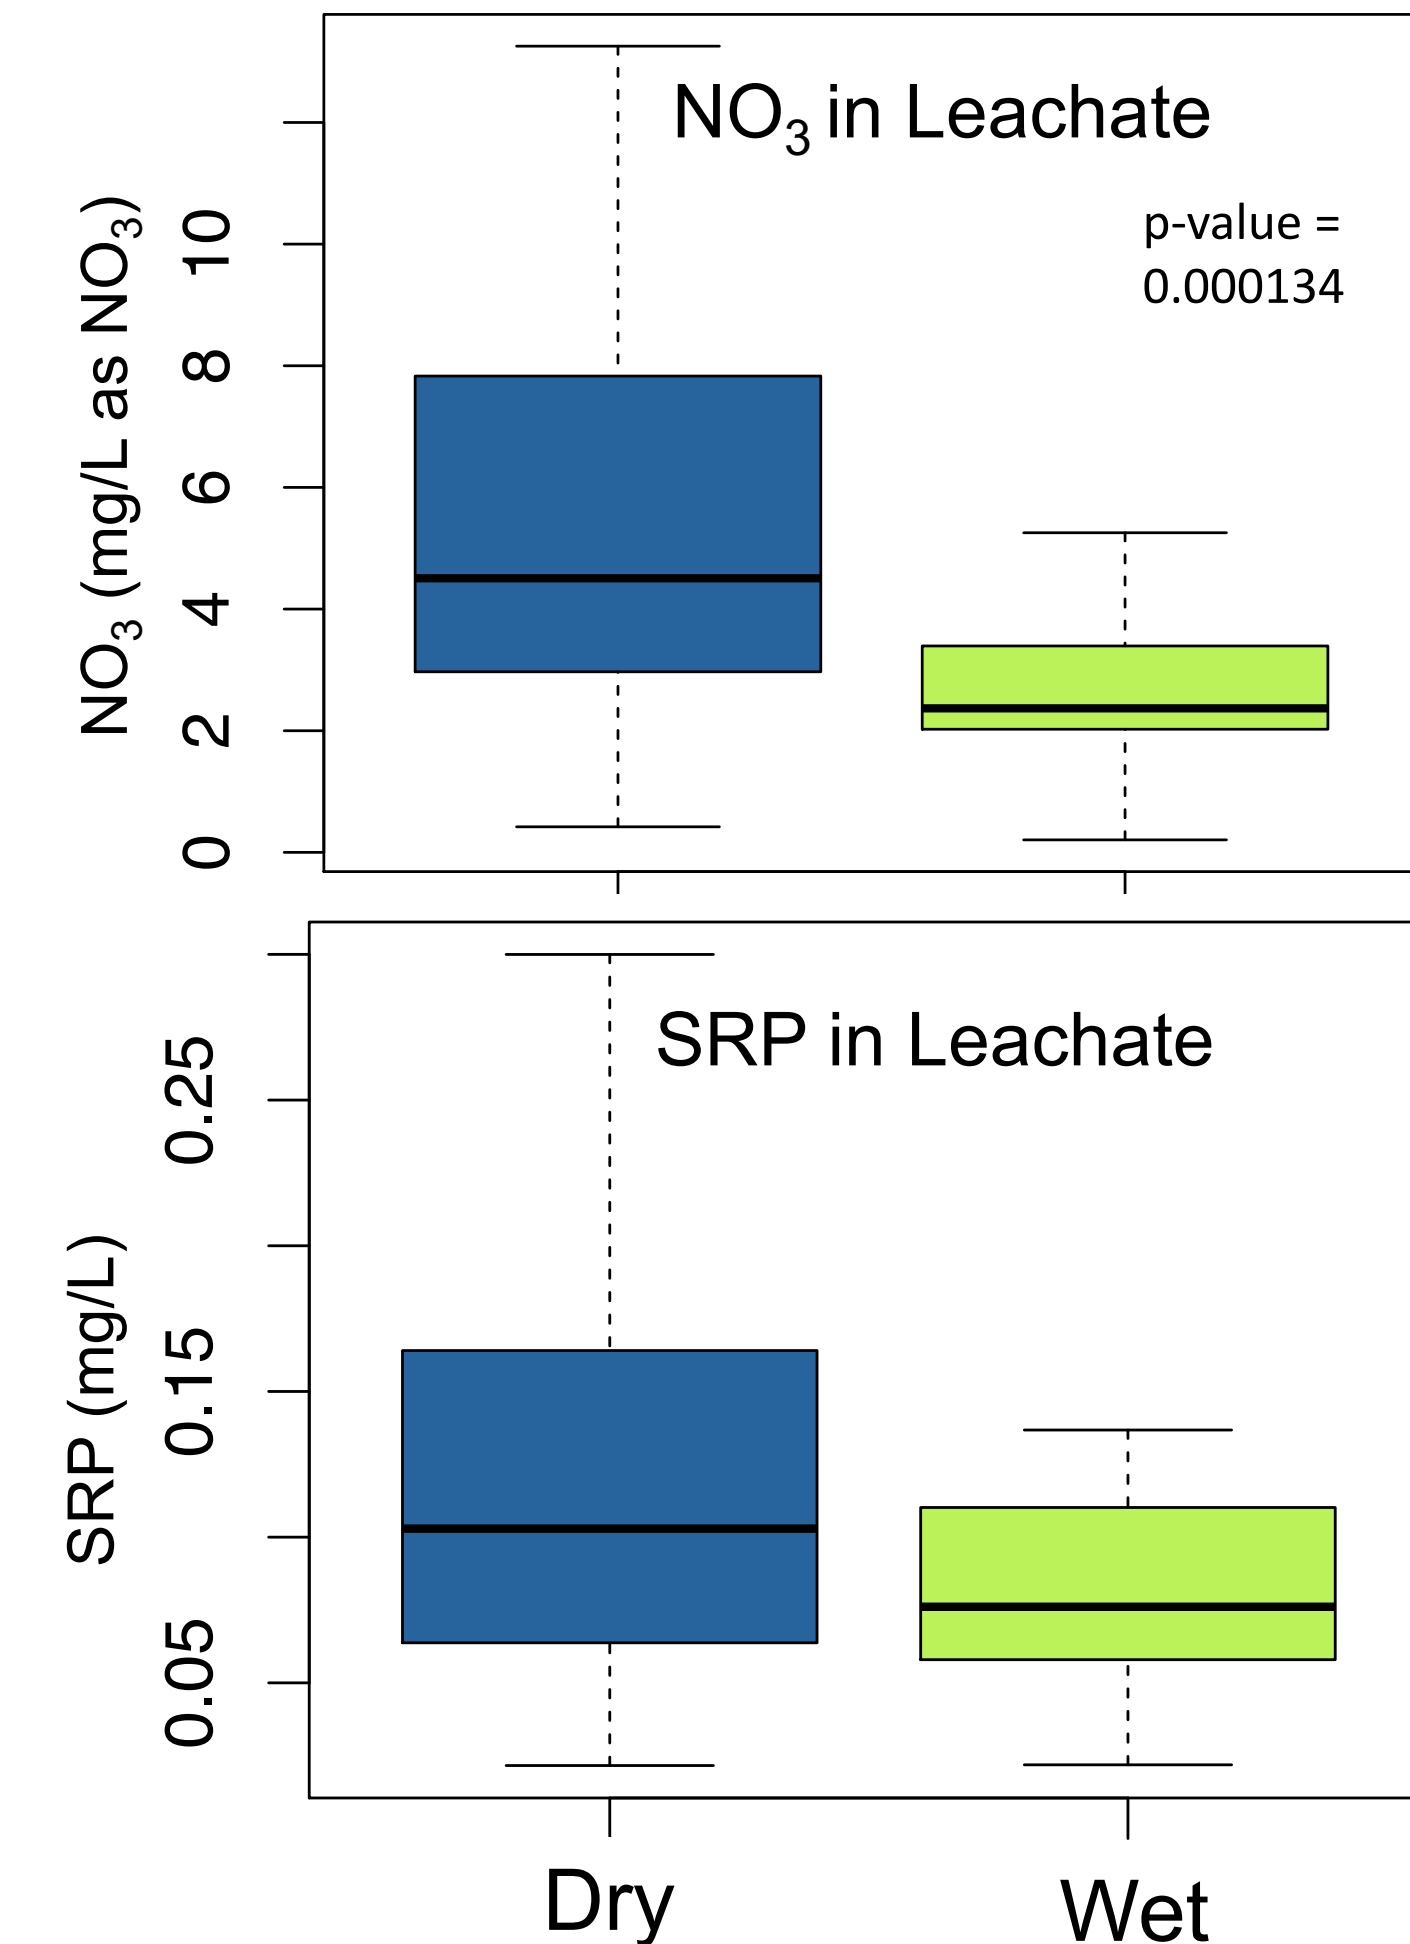 NO₃ in Leachate
p-value =
0.000134
NO₃ (mg/L as NO₃)
10
8
6
4
2
0
SRP in Leachate
SRP (mg/L)
0.25
0.15
0.05
Dry
Wet